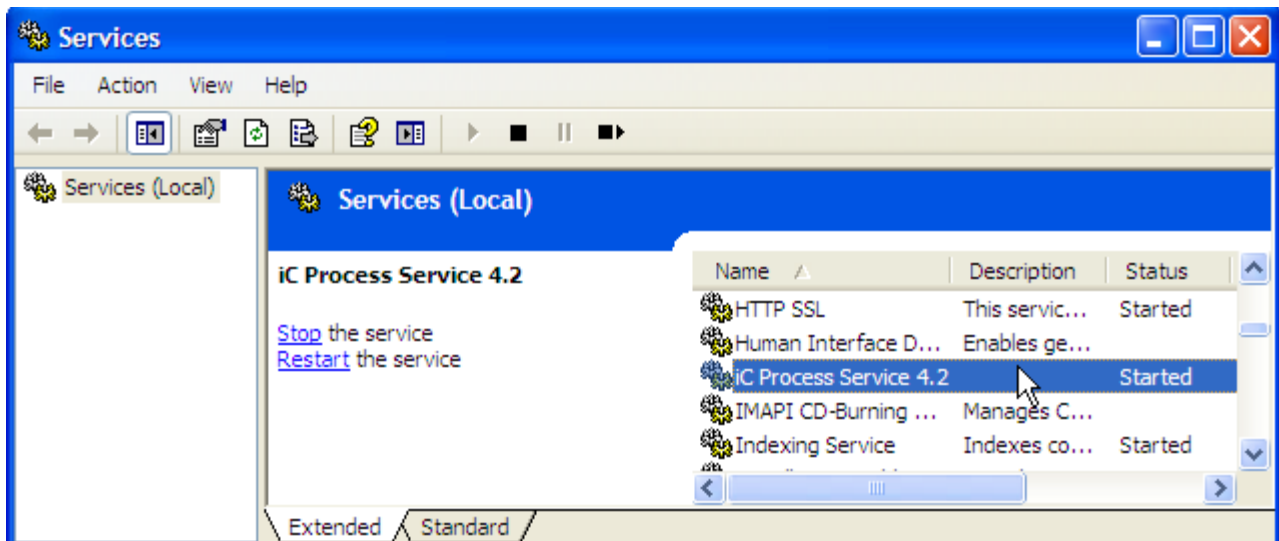 Services
File Action View Help
Services (Local)
Services (Local)
iC Process Service 4.2
Stop the service
Restart the service
Name Description Status
HTTP SSL This servic... Started
Human Interface D... Enables ge...
iC Process Service 4.2 Started
IMAPI CD-Burning ... Manages C...
Indexing Service Indexes co... Started
Extended Standard